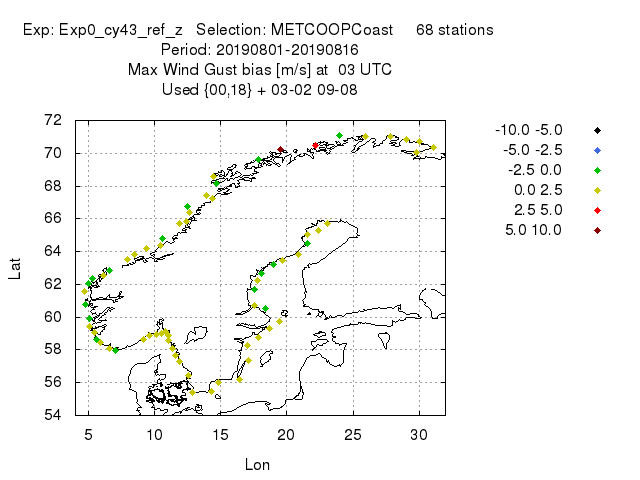 Exp: Exp0_cy43_ref_z Selection: METCOOPCoast 68 stations
Period: 20190801-20190816
Max Wind Gust bias [m/s] at 03 UTC
Used {00,18} + 03-02 09-08
72
70
68
66
64
62
60
58
56
54
Lat
5 10 15 20 25 30
Lon
-10.0 -5.0
-5.0 -2.5
-2.5 0.0
0.0 2.5
2.5 5.0
5.0 10.0